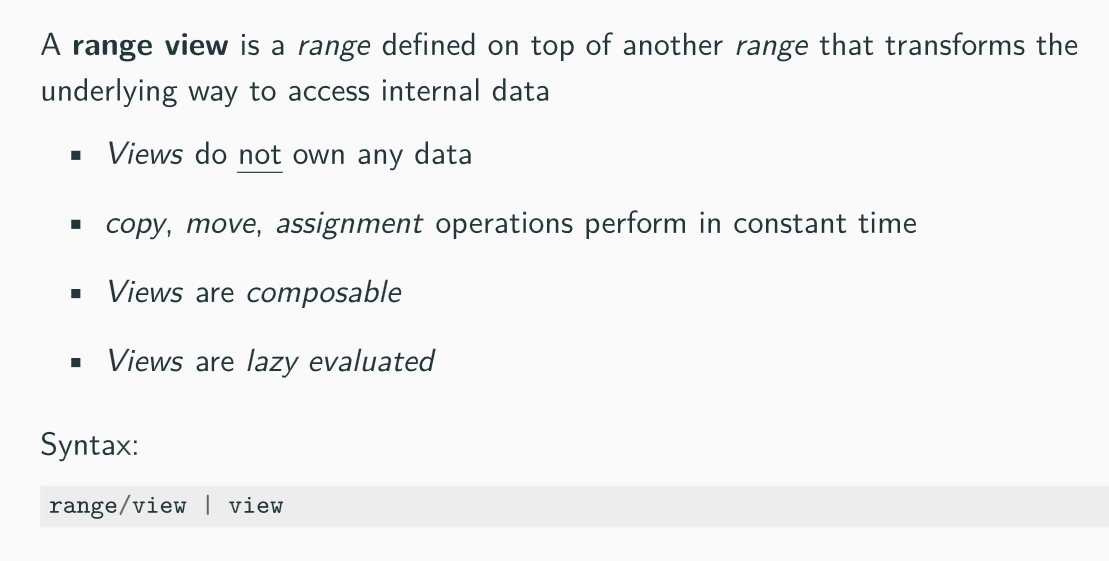 A range view is a range defined on top of another range that transforms the
underlying way to access internal data
▪ Views do not own any data
▪ copy, move, assignment operations perform in constant time
▪ Views are composable
▪ Views are lazy evaluated
Syntax:
range/view | view